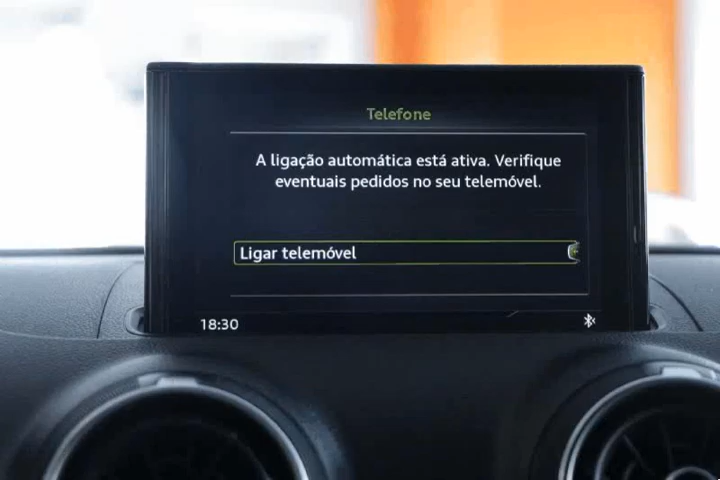 Telefone
A ligação automática está ativa. Verifique
eventuais pedidos no seu telemóvel.
Ligar telemóvel
18:30